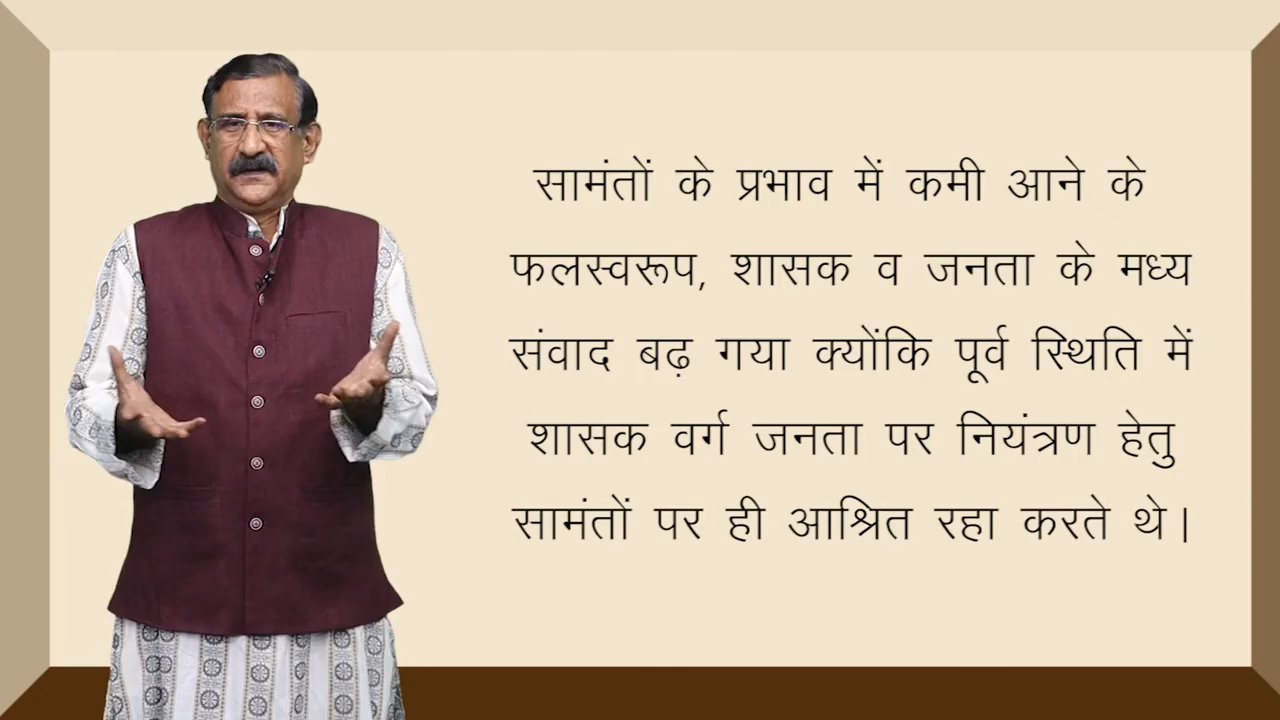 सामंतों के प्रभाव में कमी आने के
फलस्वरूप, शासक व जनता के मध्य
संवाद बढ़ गया क्योंकि पूर्व स्थिति में
शासक वर्ग जनता पर नियंत्रण हेतु
सामंतों पर ही आश्रित रहा करते थे।